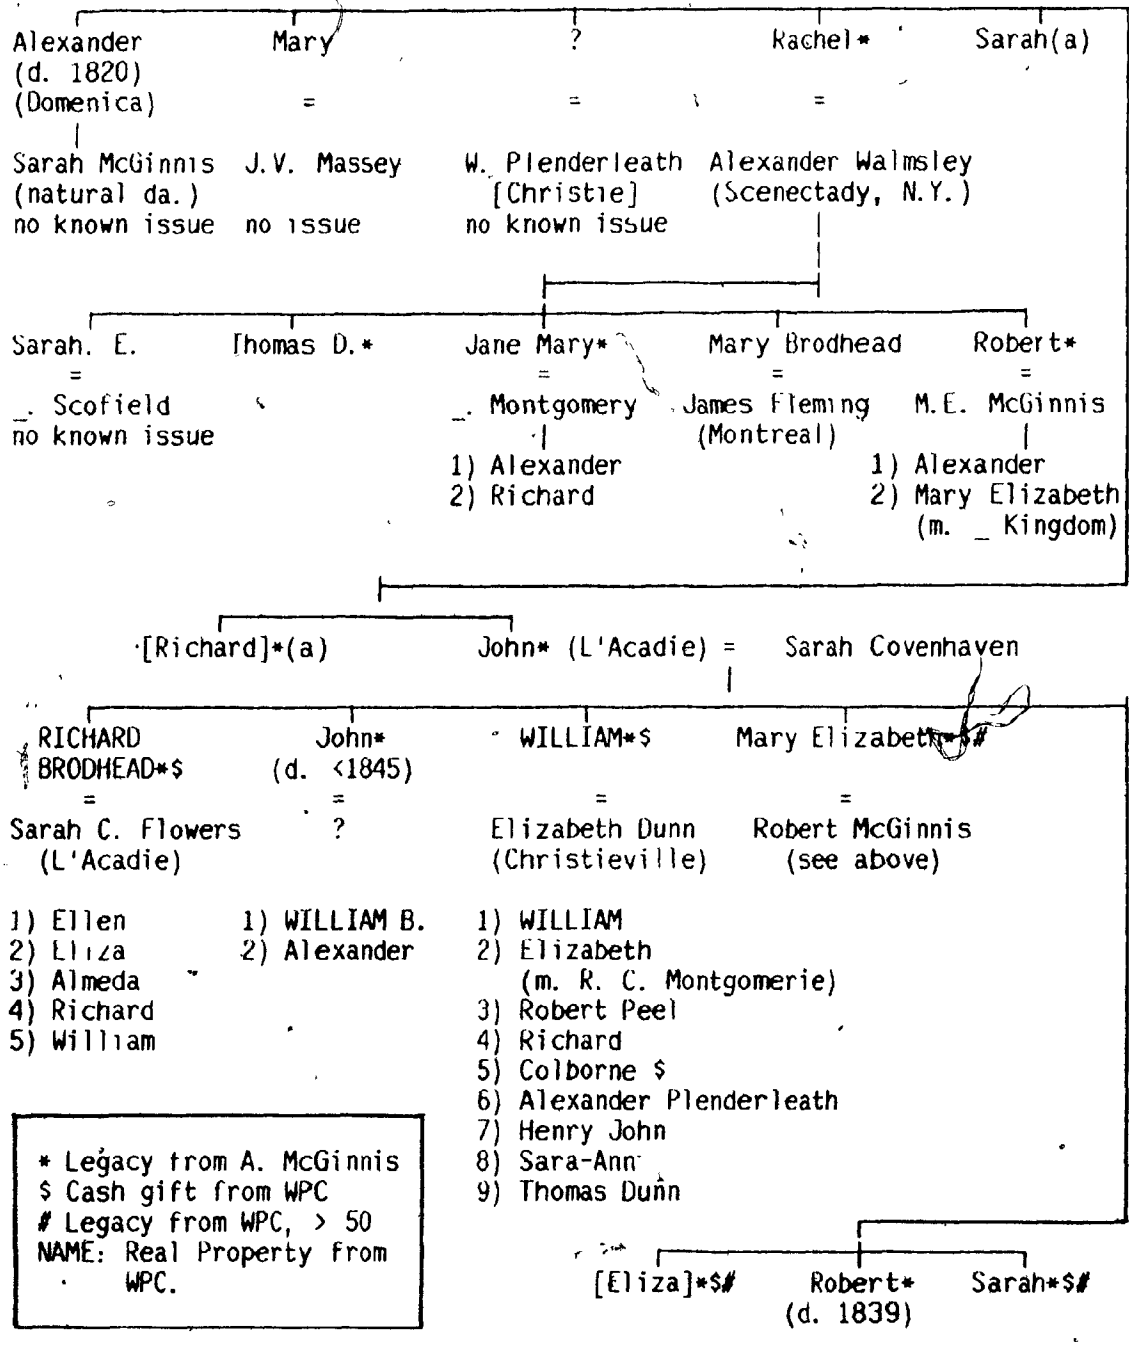 Alexander Mary ? Rachel* Sarah(a)
(d. 1820)
(Domenica) = = =
Sarah McGinnis J.V. Massey W. Plenderleath Alexander Walmsley
(natural da.) [Christie] (Scenectady, N.Y.)
no known issue no issue no known issue
Sarah. E. Thomas D.* Jane Mary* Mary Brodhead Robert*
= = = =
_. Scofield _. Montgomery James Fleming M.E. McGinnis
no known issue (Montreal)
1) Alexander 1) Alexander
2) Richard 2) Mary Elizabeth
(m. _ Kingdom)
[Richard]*(a) John* (L'Acadie) = Sarah Covenhaven
RICHARD John* WILLIAM*$ Mary Elizabeth*$#
BRODHEAD*$ (d. <1845)
= = = =
Sarah C. Flowers ? Elizabeth Dunn Robert McGinnis
(L'Acadie) (Christieville) (see above)
1) Ellen 1) WILLIAM B. 1) WILLIAM
2) Eliza 2) Alexander 2) Elizabeth
3) Almeda (m. R. C. Montgomerie)
4) Richard 3) Robert Peel
5) William 4) Richard
5) Colborne $
6) Alexander Plenderleath
7) Henry John
8) Sara-Ann
9) Thomas Dunn
* Legacy from A. McGinnis
$ Cash gift from WPC
# Legacy from WPC, > 50
NAME: Real Property from
WPC.
[Eliza]*$# Robert* Sarah*$#
(d. 1839)